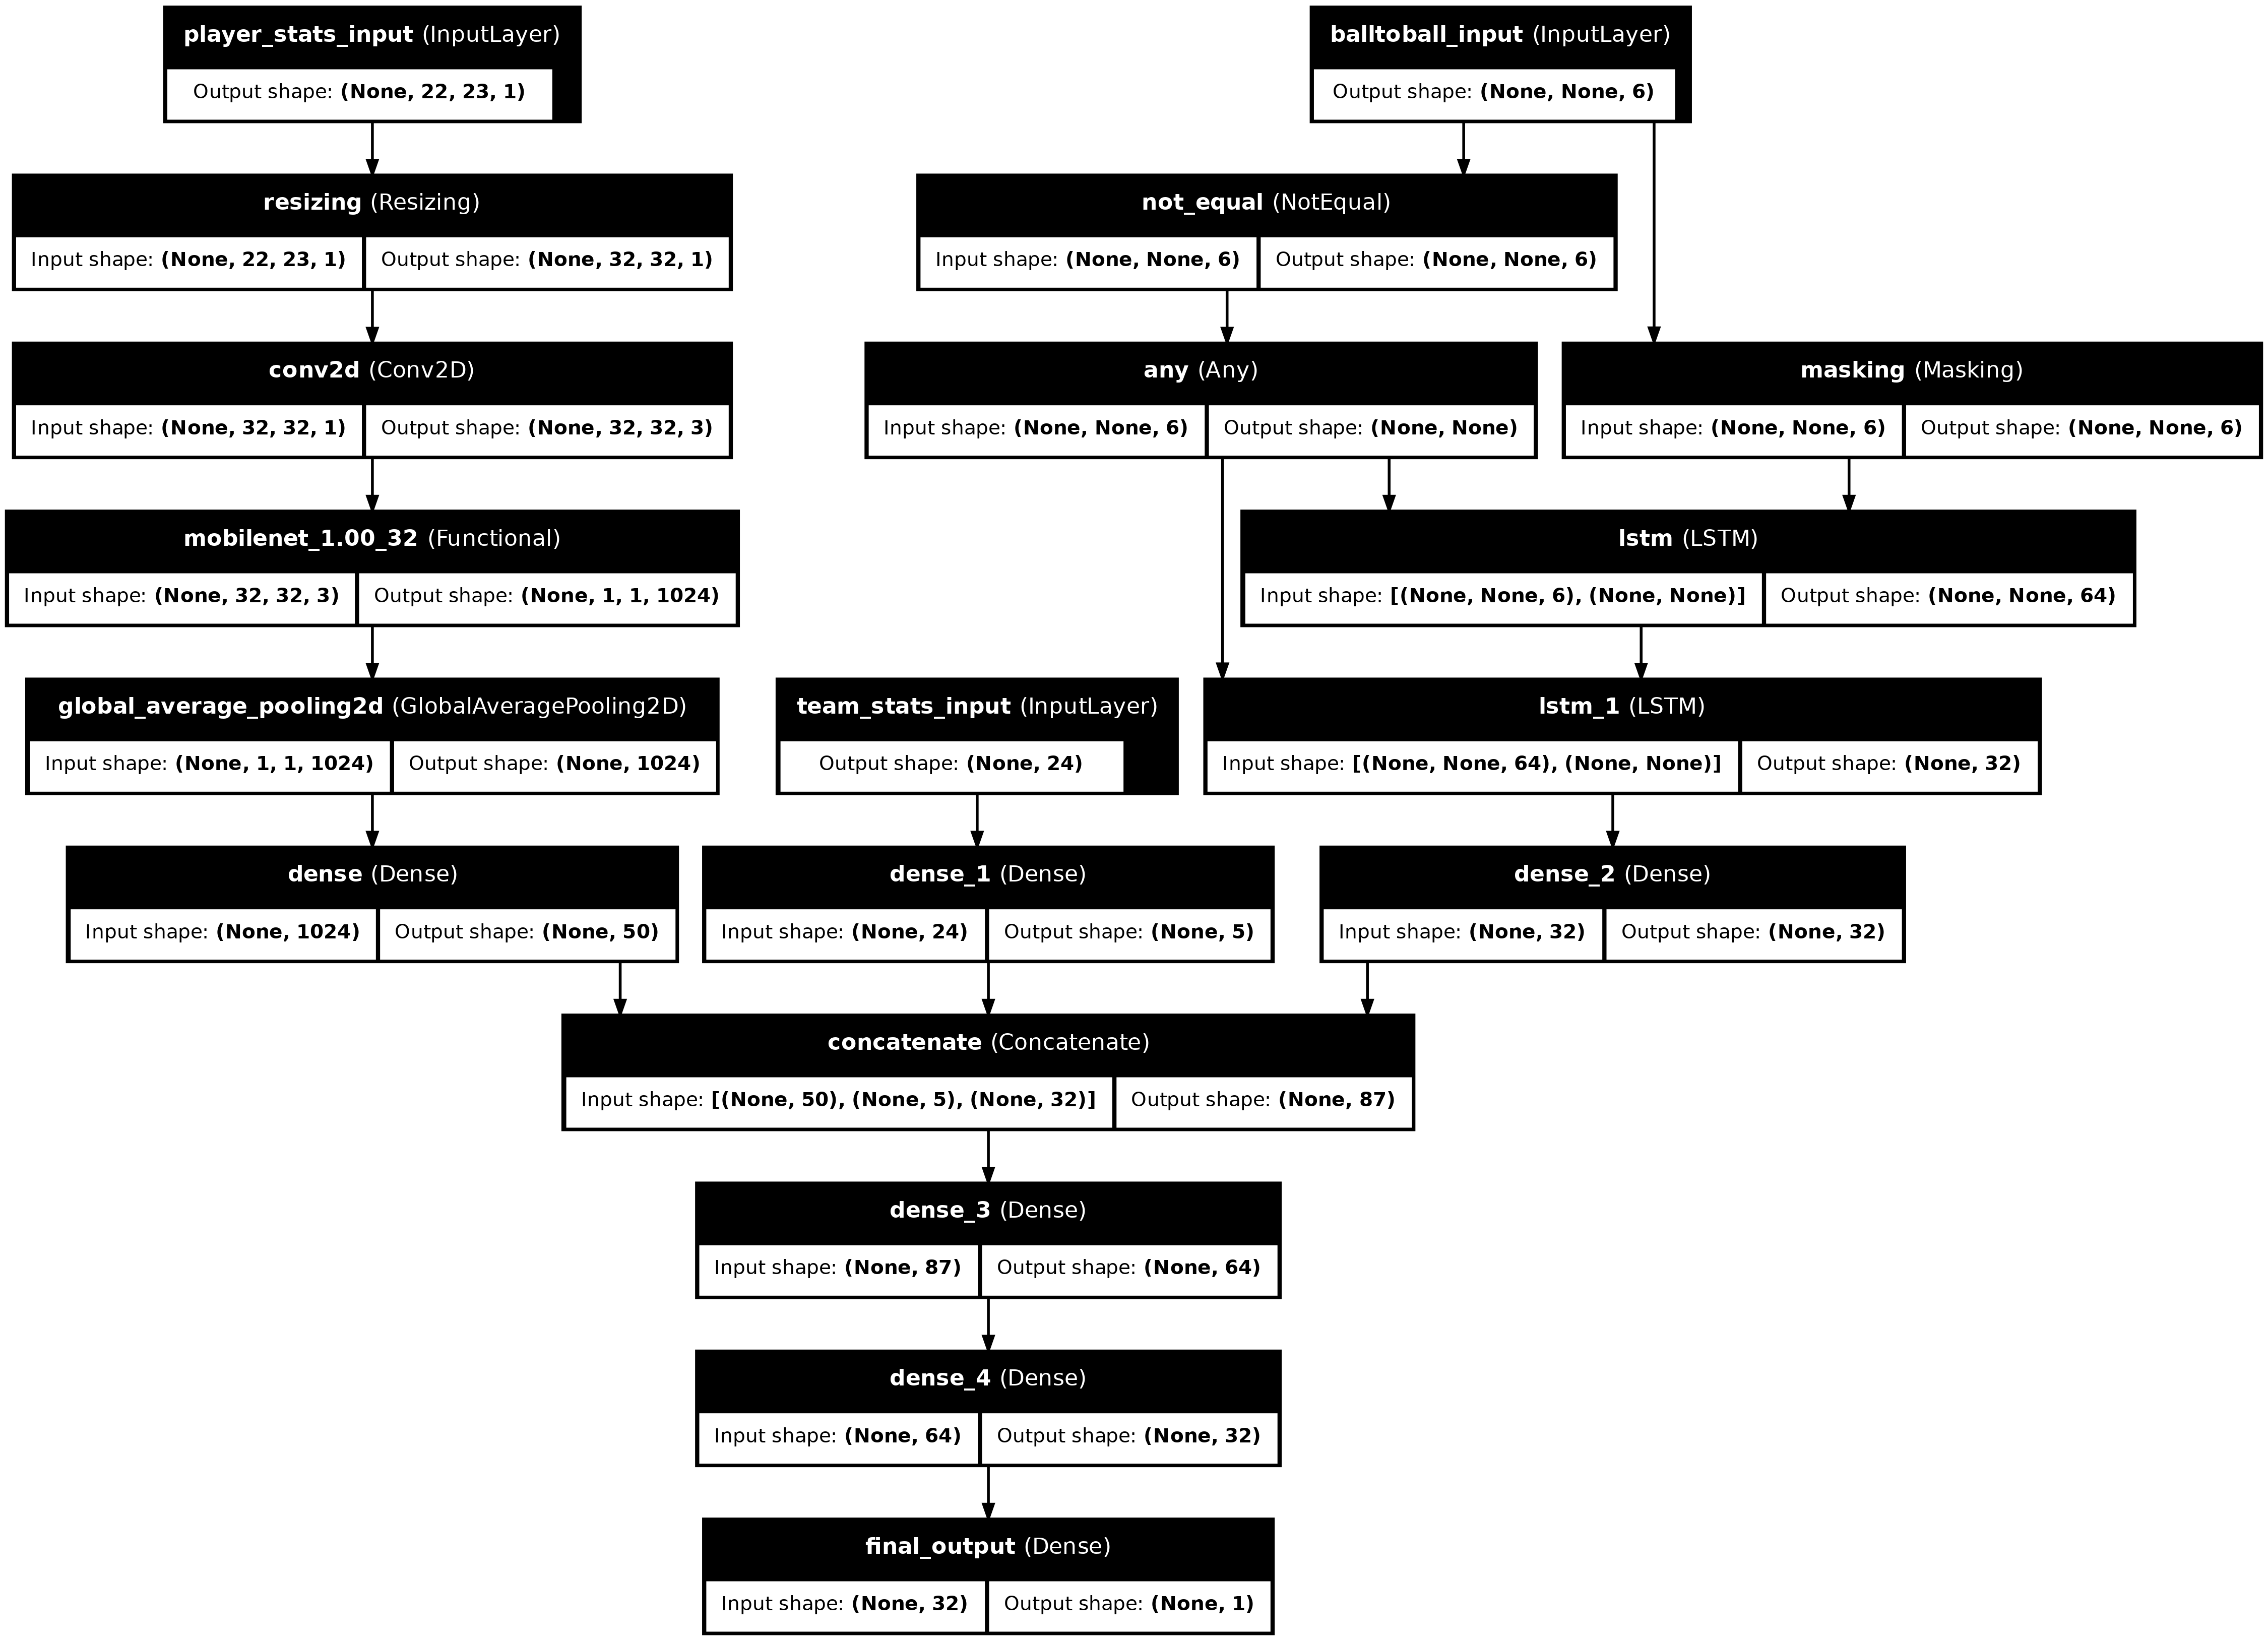 player_stats_input (InputLayer)
Output shape: (None, 22, 23, 1)
balltoball_input (InputLayer)
Output shape: (None, None, 6)
resizing (Resizing)
Input shape: (None, 22, 23, 1) Output shape: (None, 32, 32, 1)
not_equal (NotEqual)
Input shape: (None, None, 6) Output shape: (None, None, 6)
conv2d (Conv2D)
Input shape: (None, 32, 32, 1) Output shape: (None, 32, 32, 3)
any (Any)
Input shape: (None, None, 6) Output shape: (None, None)
masking (Masking)
Input shape: (None, None, 6) Output shape: (None, None, 6)
mobilenet_1.00_32 (Functional)
Input shape: (None, 32, 32, 3) Output shape: (None, 1, 1, 1024)
lstm (LSTM)
Input shape: [(None, None, 6), (None, None)] Output shape: (None, None, 64)
global_average_pooling2d (GlobalAveragePooling2D)
Input shape: (None, 1, 1, 1024) Output shape: (None, 1024)
team_stats_input (InputLayer)
Output shape: (None, 24)
lstm_1 (LSTM)
Input shape: [(None, None, 64), (None, None)] Output shape: (None, 32)
dense (Dense)
Input shape: (None, 1024) Output shape: (None, 50)
dense_1 (Dense)
Input shape: (None, 24) Output shape: (None, 5)
dense_2 (Dense)
Input shape: (None, 32) Output shape: (None, 32)
concatenate (Concatenate)
Input shape: [(None, 50), (None, 5), (None, 32)] Output shape: (None, 87)
dense_3 (Dense)
Input shape: (None, 87) Output shape: (None, 64)
dense_4 (Dense)
Input shape: (None, 64) Output shape: (None, 32)
final_output (Dense)
Input shape: (None, 32) Output shape: (None, 1)